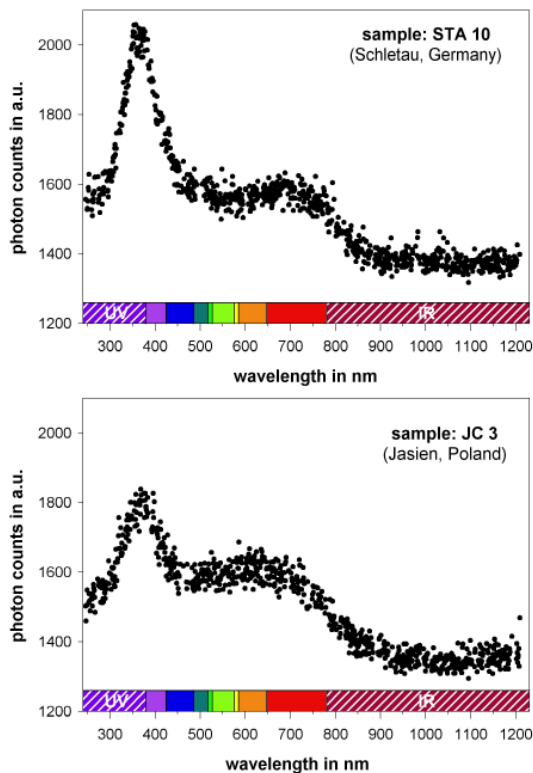 2000
1800
1600
1400
1200
photon counts in a.u.
sample: STA 10
(Schletau, Germany)
UV
IR
300 400 500 600 700 800 900 1000 1100 1200
wavelength in nm
2000
1800
1600
1400
1200
photon counts in a.u.
sample: JC 3
(Jasien, Poland)
UV
IR
300 400 500 600 700 800 900 1000 1100 1200
wavelength in nm